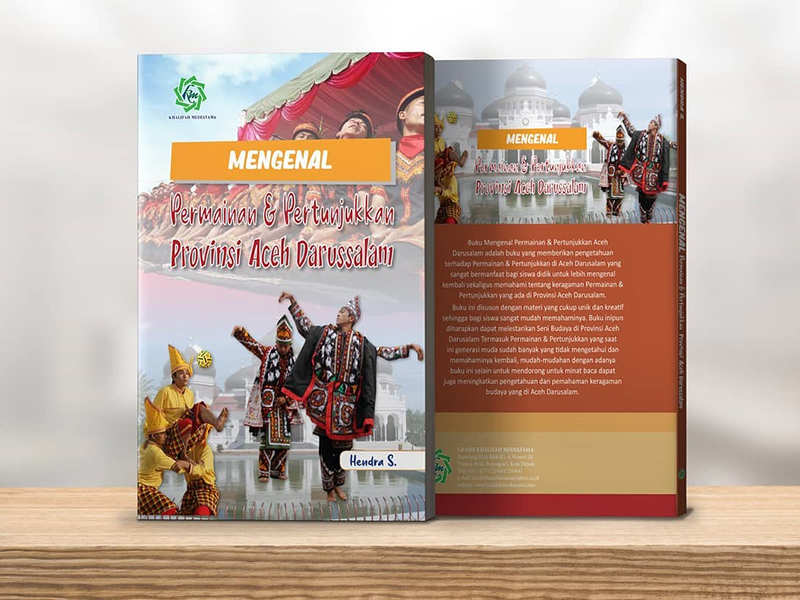 KHALIFAH MEDIATAMA
MENGENAL
Permainan & Pertunjukkan
Provinsi Aceh Darussalam
Hendra S.
MENGENAL
Permainan & Pertunjukkan
Provinsi Aceh Darussalam
Buku Mengenal Permainan & Pertunjukkan Aceh
Darusalam adalah buku yang memberikan pengetahuan
terhadap Permainan & Pertunjukkan di Aceh Darusalam yang
sangat bermanfaat bagi siswa didik untuk lebih mengenal
kembali sekaligus memahami tentang keragaman Permainan &
Pertunjukkan yang ada di Provinsi Aceh Darusalam.
Buku ini disusun dengan materi yang cukup unik dan kreatif
sehingga bagi siswa sangat mudah memahaminya. Buku inipun
diharapkan dapat melestarikan Seni Budaya di Provinsi Aceh
Darusalam Termasuk Permainan & Pertunjukkan yang saat
ini generasi muda sudah banyak yang tidak mengetahui dan
memahaminya kembali, mudah-mudahan dengan adanya
buku ini selain untuk mendorong untuk minat baca dapat
juga meningkatkan pengetahuan dan pemahaman keragaman
budaya yang di Aceh Darusalam.
GRAHA KHALIFAH MEDIATAMA
HENDRA S.
MENGENAL Permainan & Pertunjukkan Provinsi Aceh Darussalam